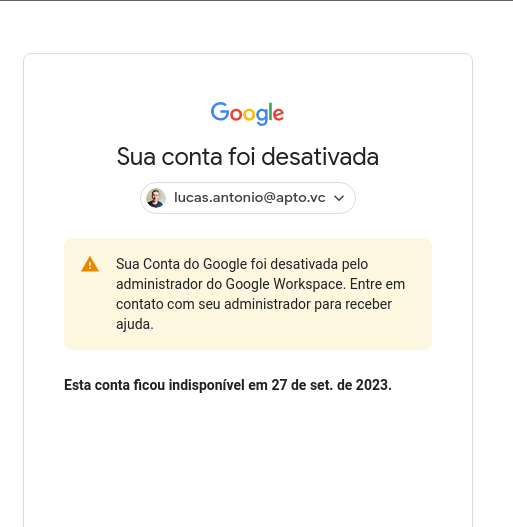 Google
Sua conta foi desativada
lucas.antonio@apto.vc
Sua Conta do Google foi desativada pelo
administrador do Google Workspace. Entre em
contato com seu administrador para receber
ajuda.
Esta conta ficou indisponível em 27 de set. de 2023.